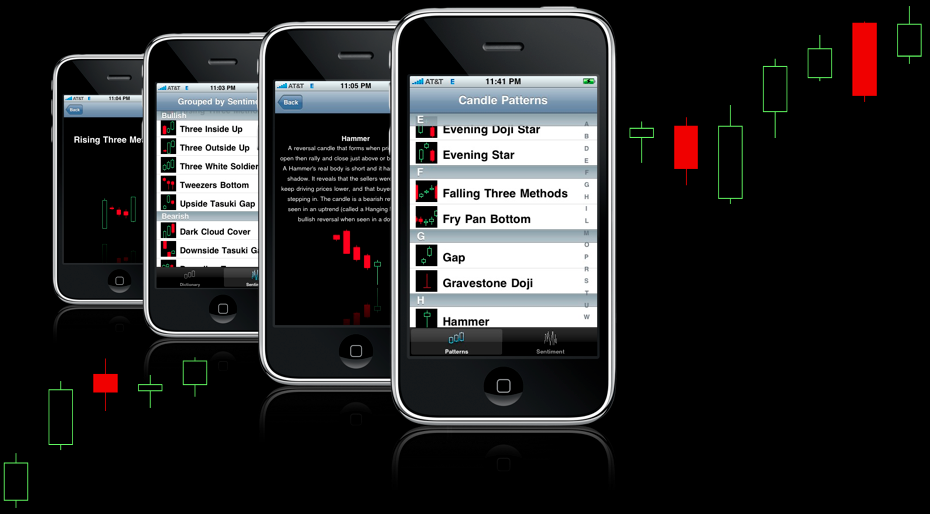 AT&T E 11:04 PM
Back
Rising Three Me
AT&T E 11:03 PM
Grouped by Sentime
Bullish
Three Inside Up
Three Outside Up
Three White Soldier
Tweezers Bottom
Upside Tasuki Gap
Bearish
Dark Cloud Cover
Downside Tasuki Ga
Dictionary Senti
AT&T E 11:05 PM
Back
Hammer
A reversal candle that forms when pri
open then rally and close just above or b
A Hammer's real body is short and it ha
shadow. It reveals that the sellers were
keep driving prices lower, and that buye
stepping in. The candle is a bearish re
seen in an uptrend (called a Hanging
bullish reversal when seen in a do
AT&T E 11:41 PM
Candle Patterns
E
Evening Doji Star
Evening Star
F
Falling Three Methods
Fry Pan Bottom
G
Gap
Gravestone Doji
H
Hammer
A
B
D
E
F
G
H
I
L
M
O
P
R
S
T
U
W
Patterns Sentiment